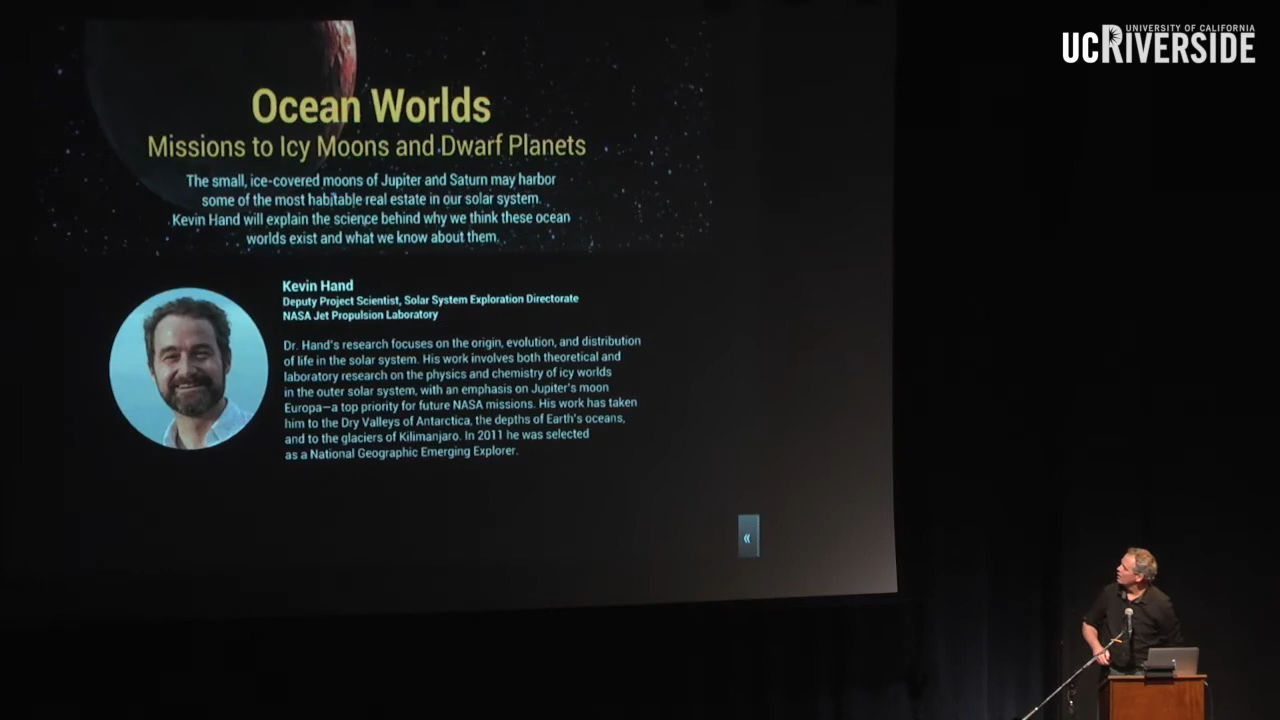 UNIVERSITY OF CALIFORNIA
UC RIVERSIDE
Ocean Worlds
Missions to Icy Moons and Dwarf Planets
The small, ice-covered moons of Jupiter and Saturn may harbor
some of the most habitable real estate in our solar system.
Kevin Hand will explain the science behind why we think these ocean
worlds exist and what we know about them.
Kevin Hand
Deputy Project Scientist, Solar System Exploration Directorate
NASA Jet Propulsion Laboratory
Dr. Hand's research focuses on the origin, evolution, and distribution
of life in the solar system. His work involves both theoretical and
laboratory research on the physics and chemistry of icy worlds
in the outer solar system, with an emphasis on Jupiter's moon
Europa—a top priority for future NASA missions. His work has taken
him to the Dry Valleys of Antarctica, the depths of Earth's oceans,
and to the glaciers of Kilimanjaro. In 2011 he was selected
as a National Geographic Emerging Explorer.
«